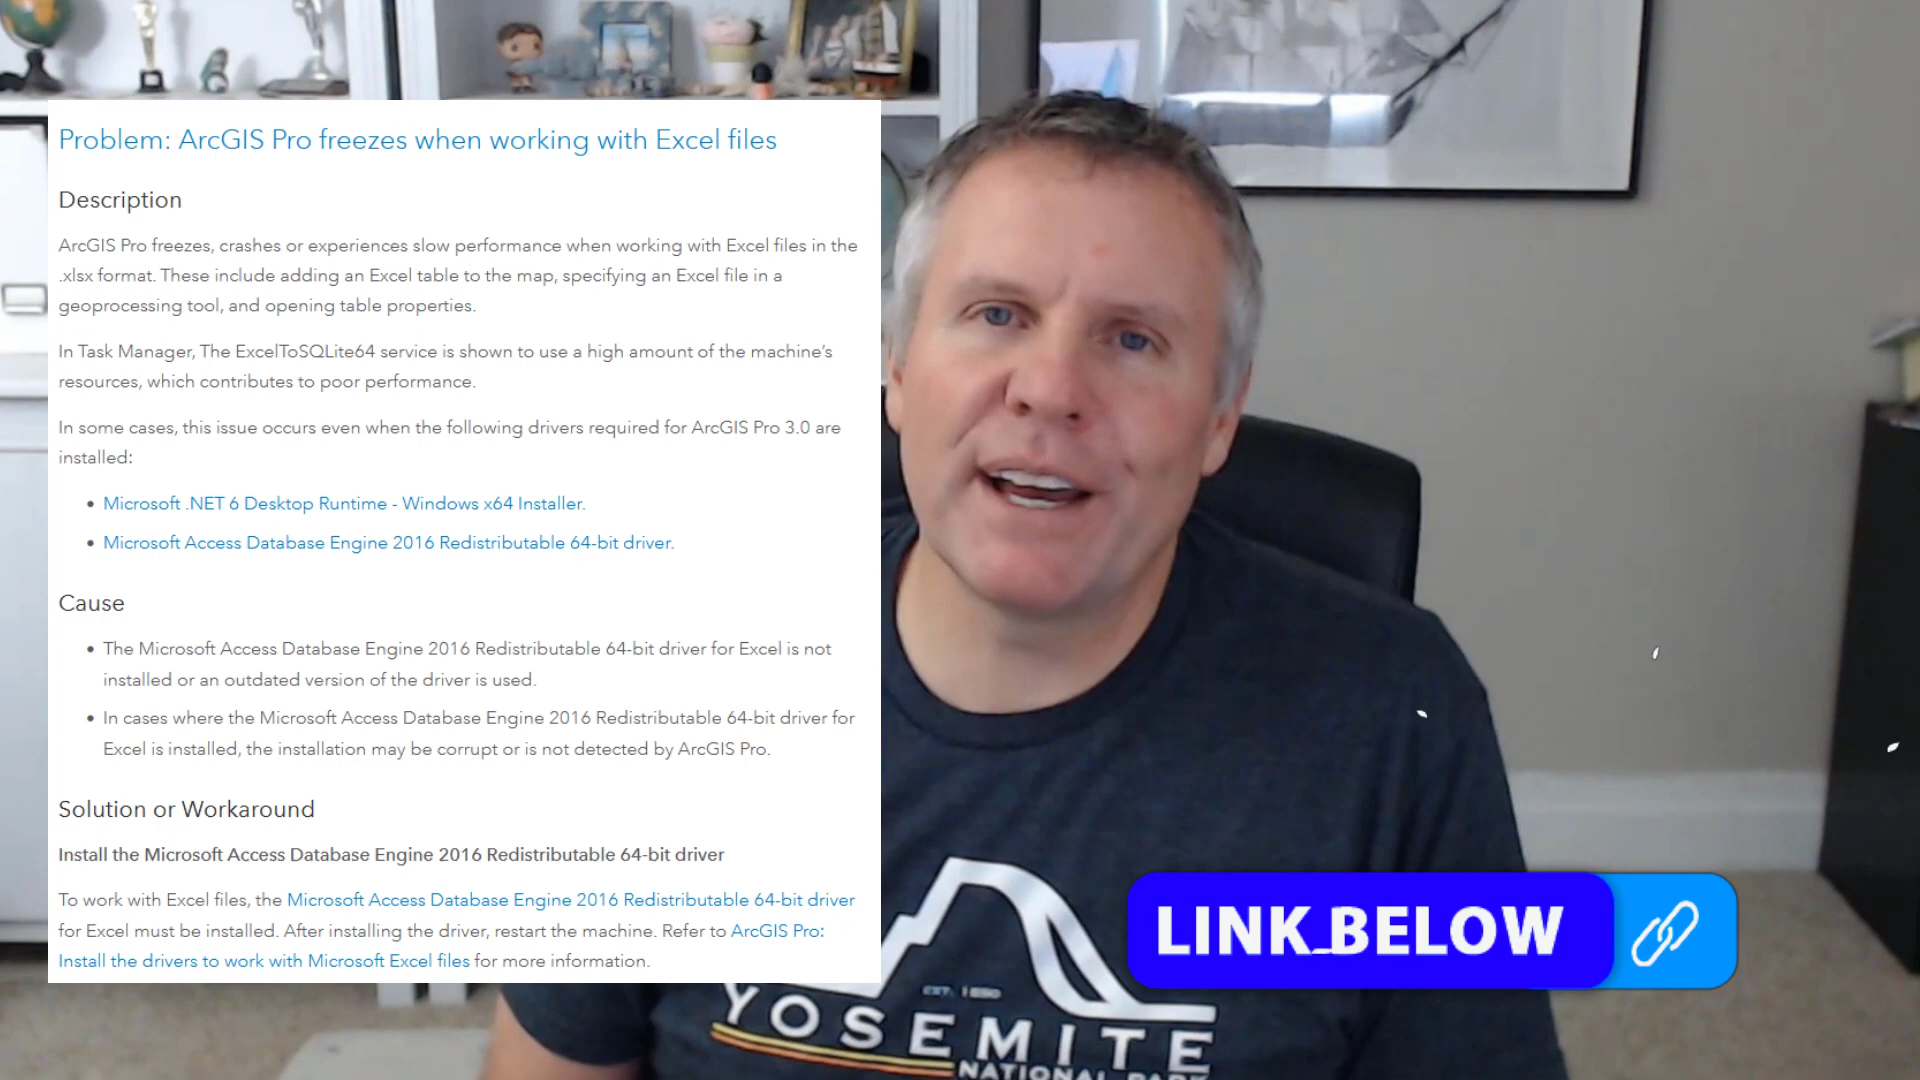 Problem: ArcGIS Pro freezes when working with Excel files
Description
ArcGIS Pro freezes, crashes or experiences slow performance when working with Excel files in the
.xlsx format. These include adding an Excel table to the map, specifying an Excel file in a
geoprocessing tool, and opening table properties.
In Task Manager, The ExcelToSQLite64 service is shown to use a high amount of the machine's
resources, which contributes to poor performance.
In some cases, this issue occurs even when the following drivers required for ArcGIS Pro 3.0 are
installed:
• Microsoft .NET 6 Desktop Runtime - Windows x64 Installer.
• Microsoft Access Database Engine 2016 Redistributable 64-bit driver.
Cause
• The Microsoft Access Database Engine 2016 Redistributable 64-bit driver for Excel is not
installed or an outdated version of the driver is used.
• In cases where the Microsoft Access Database Engine 2016 Redistributable 64-bit driver for
Excel is installed, the installation may be corrupt or is not detected by ArcGIS Pro.
Solution or Workaround
Install the Microsoft Access Database Engine 2016 Redistributable 64-bit driver
To work with Excel files, the Microsoft Access Database Engine 2016 Redistributable 64-bit driver
for Excel must be installed. After installing the driver, restart the machine. Refer to ArcGIS Pro:
Install the drivers to work with Microsoft Excel files for more information.
LINK BELOW
EST. 1890
YOSEMITE
NATIONAL PARK